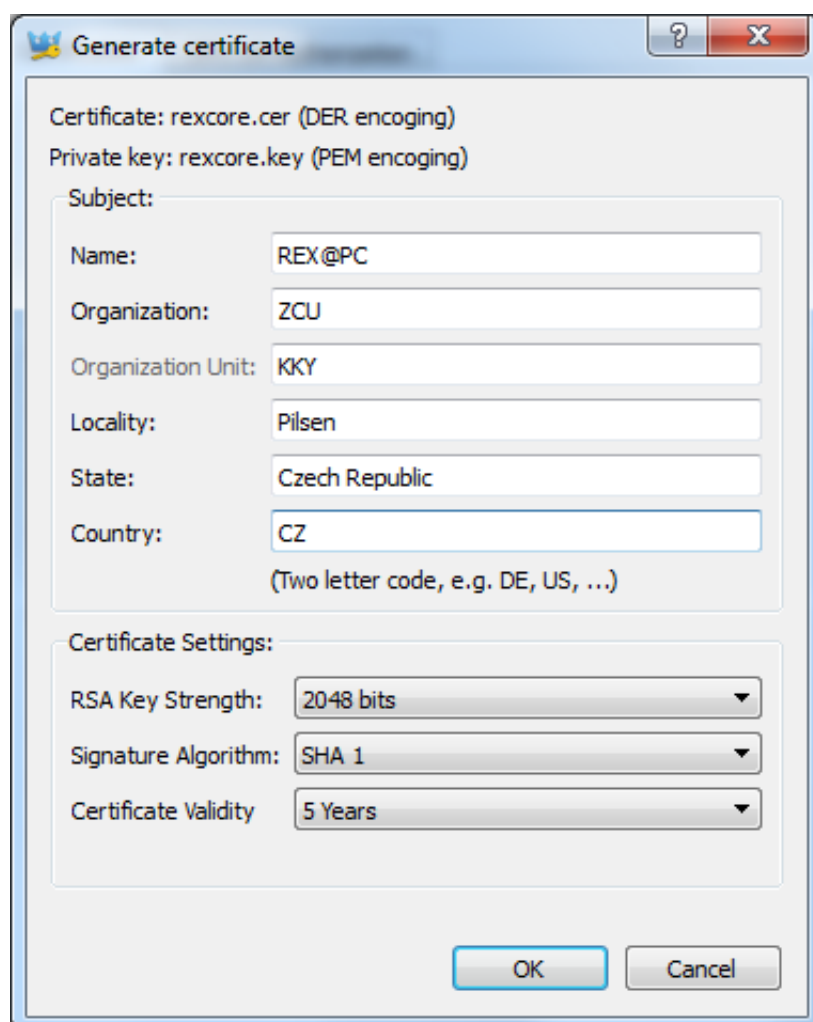 Generate certificate
Certificate: rexcore.cer (DER encoging)
Private key: rexcore.key (PEM encoging)
Subject:
Name: REX@PC
Organization: ZCU
Organization Unit: KKY
Locality: Pilsen
State: Czech Republic
Country: CZ
(Two letter code, e.g. DE, US, ...)
Certificate Settings:
RSA Key Strength: 2048 bits
Signature Algorithm: SHA 1
Certificate Validity 5 Years
OK Cancel